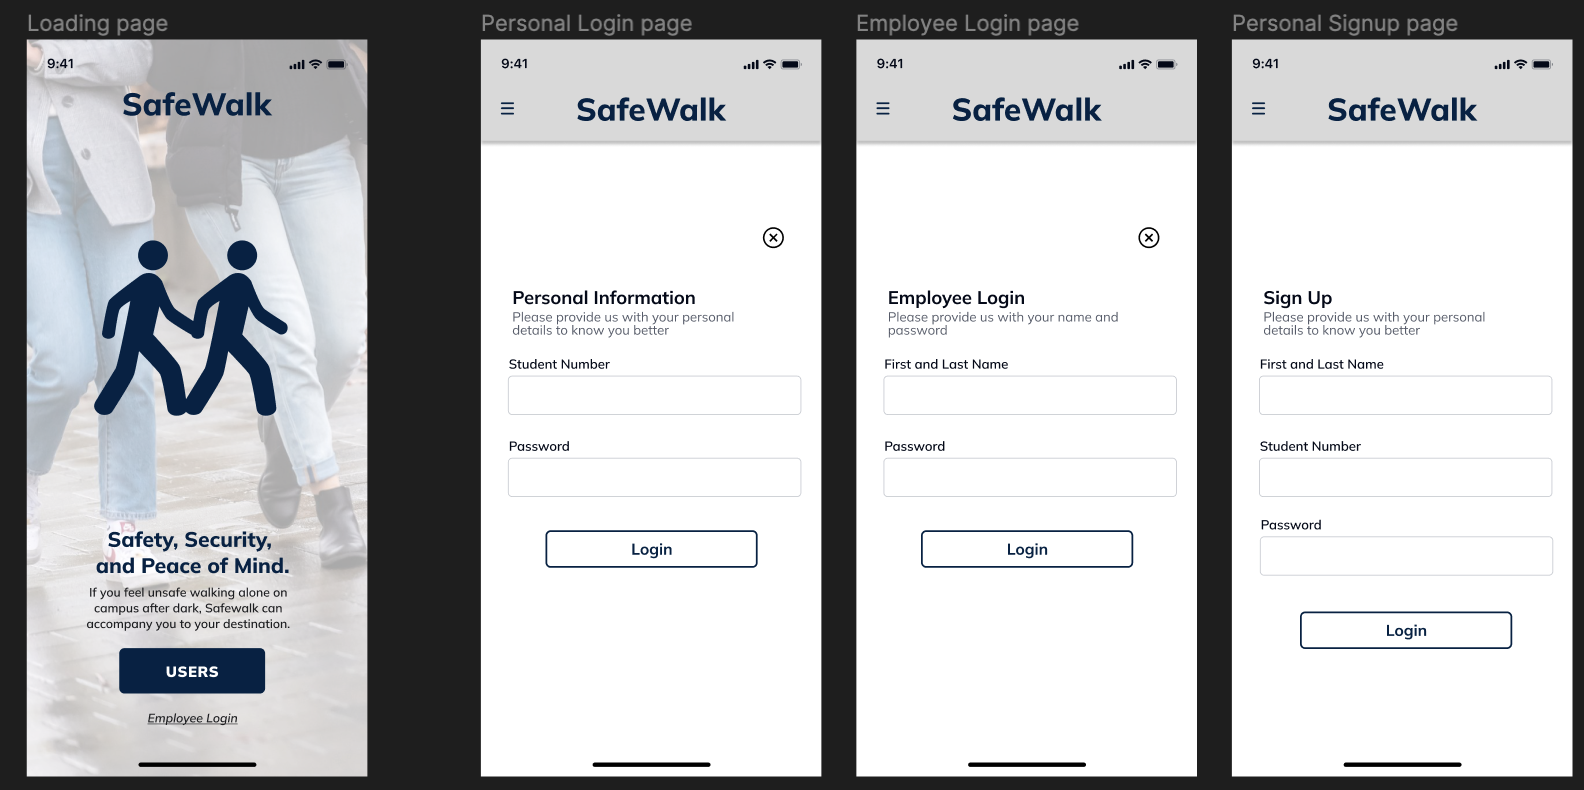 Loading page
9:41
SafeWalk
Safety, Security,
and Peace of Mind.
If you feel unsafe walking alone on
campus after dark, Safewalk can
accompany you to your destination.
USERS
Employee Login
Personal Login page
9:41
SafeWalk
Personal Information
Please provide us with your personal
details to know you better
Student Number
Password
Login
Employee Login page
9:41
SafeWalk
Employee Login
Please provide us with your name and
password
First and Last Name
Password
Login
Personal Signup page
9:41
SafeWalk
Sign Up
Please provide us with your personal
details to know you better
First and Last Name
Student Number
Password
Login